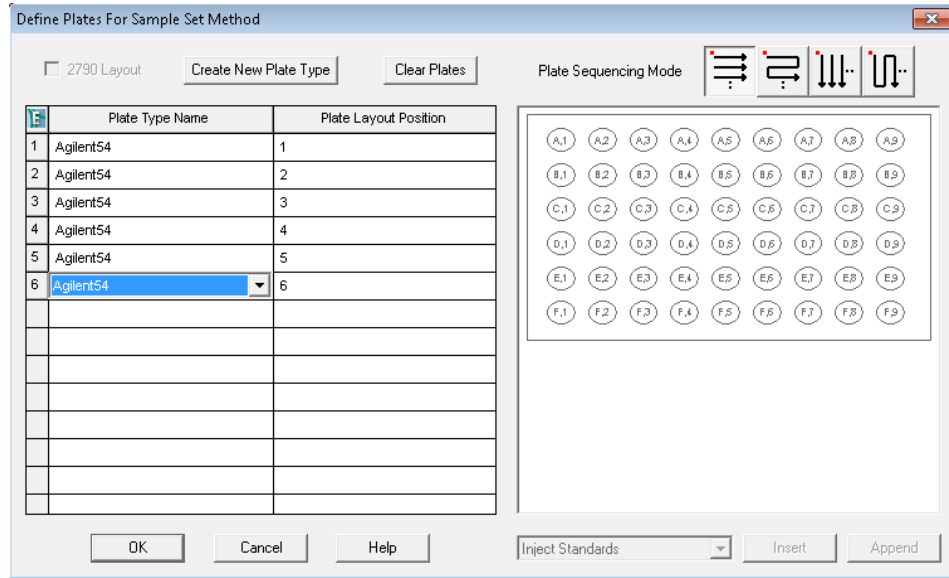 Define Plates For Sample Set Method
2790 Layout Create New Plate Type Clear Plates Plate Sequencing Mode
Plate Type Name Plate Layout Position
1 Agilent54 1
2 Agilent54 2
3 Agilent54 3
4 Agilent54 4
5 Agilent54 5
6 Agilent54 6
A,1 A,2 A,3 A,4 A,5 A,6 A,7 A,8 A,9
B,1 B,2 B,3 B,4 B,5 B,6 B,7 B,8 B,9
C,1 C,2 C,3 C,4 C,5 C,6 C,7 C,8 C,9
D,1 D,2 D,3 D,4 D,5 D,6 D,7 D,8 D,9
E,1 E,2 E,3 E,4 E,5 E,6 E,7 E,8 E,9
F,1 F,2 F,3 F,4 F,5 F,6 F,7 F,8 F,9
OK Cancel Help Inject Standards Insert Append